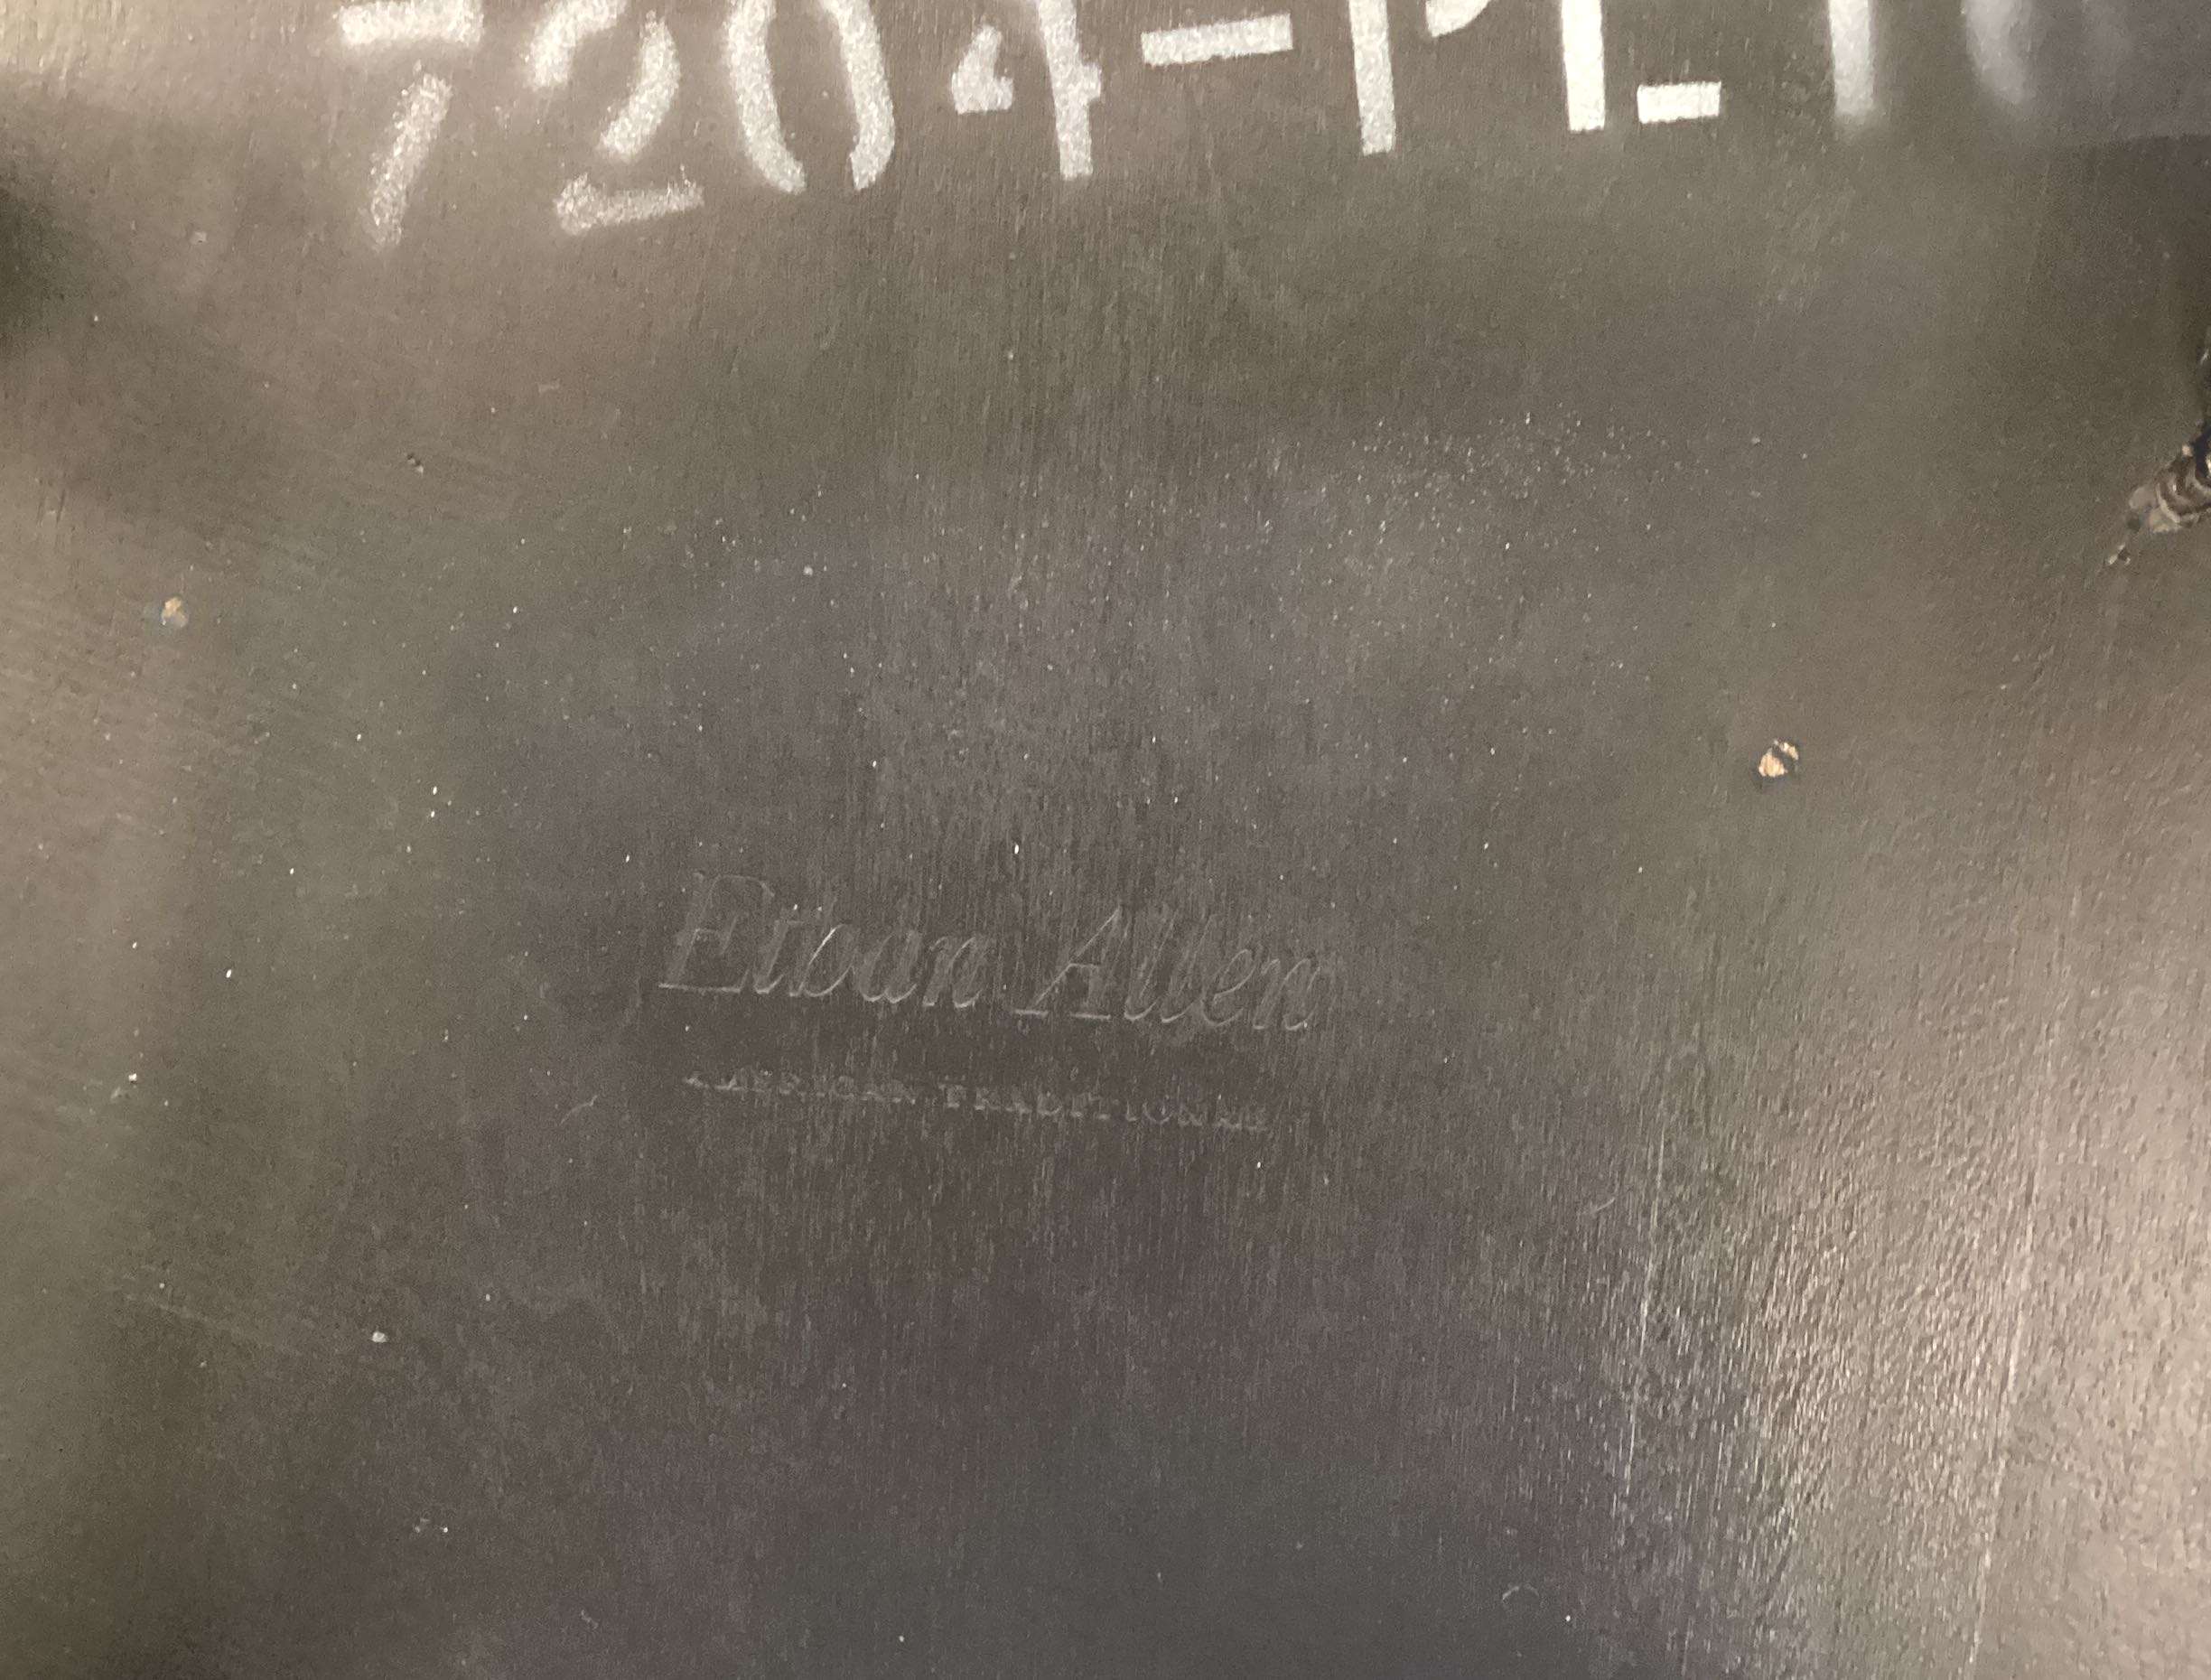 7204-PL
Ethan Allen
AMERICAN TRADITIONAL